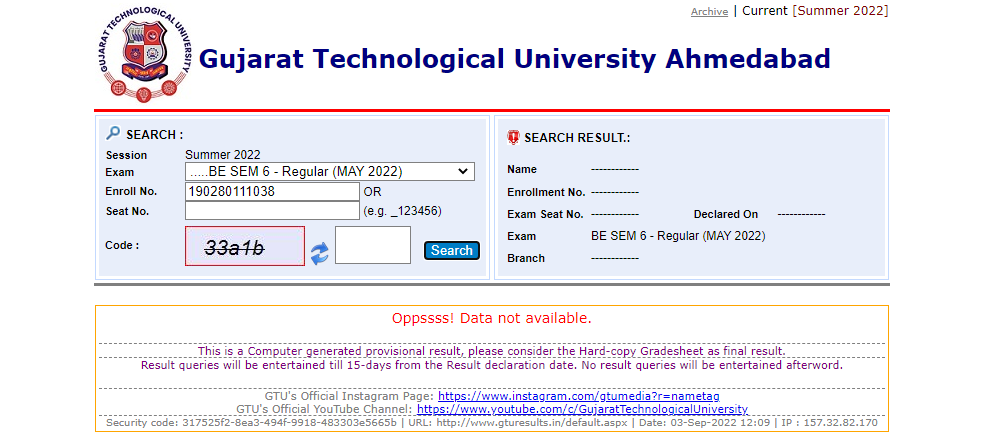 Archive | Current [Summer 2022]
GUJARAT TECHNOLOGICAL UNIVERSITY
Gujarat Technological University Ahmedabad
SEARCH :
Session Summer 2022
Exam .....BE SEM 6 - Regular (MAY 2022)
Enroll No. 190280111038 OR
Seat No. (e.g. _123456)
Code : 33a1b Search
SEARCH RESULT.:
Name ------------
Enrollment No. ------------
Exam Seat No. ------------ Declared On ------------
Exam BE SEM 6 - Regular (MAY 2022)
Branch ------------
Oppssss! Data not available.
This is a Computer generated provisional result, please consider the Hard-copy Gradesheet as final result.
Result queries will be entertained till 15-days from the Result declaration date. No result queries will be entertained afterword.
GTU's Official Instagram Page: https://www.instagram.com/gtumedia?r=nametag
GTU's Official YouTube Channel: https://www.youtube.com/c/GujaratTechnologicalUniversity
Security code: 317525f2-8ea3-494f-9918-483303e5665b | URL: http://www.gturesults.in/default.aspx | Date: 03-Sep-2022 12:09 | IP : 157.32.82.170